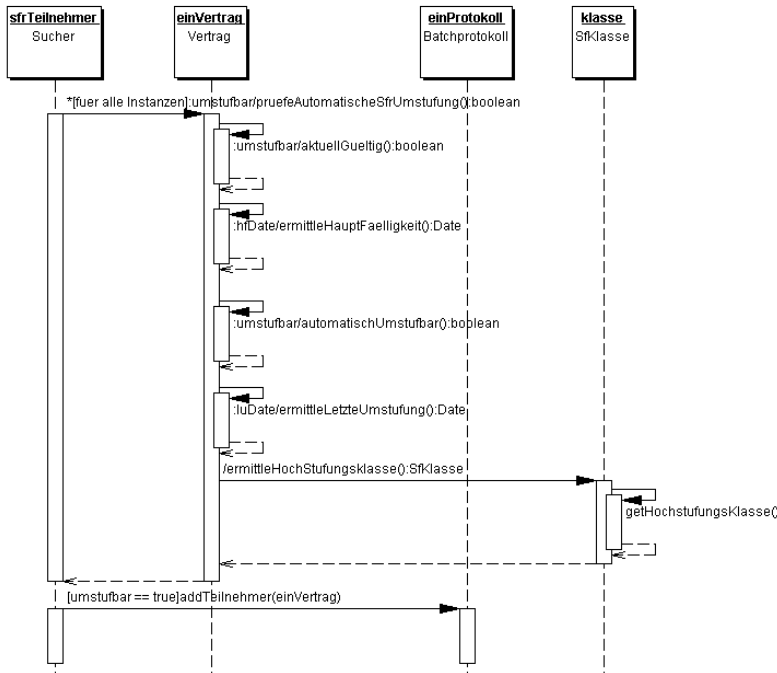 sfrTeilnehmer
Sucher
einVertrag
Vertrag
einProtokoll
Batchprotokoll
klasse
SfKlasse
*[fuer alle Instanzen]:umstufbar/pruefeAutomatischeSfrUmstufung():boolean
:umstufbar/aktuellGueltig():boolean
:hfDate/ermittleHauptFaelligkeit():Date
:umstufbar/automatischUmstufbar():boolean
:luDate/ermittleLetzteUmstufung():Date
/ermittleHochStufungsklasse():SfKlasse
getHochstufungsKlasse()
[umstufbar == true]addTeilnehmer(einVertrag)